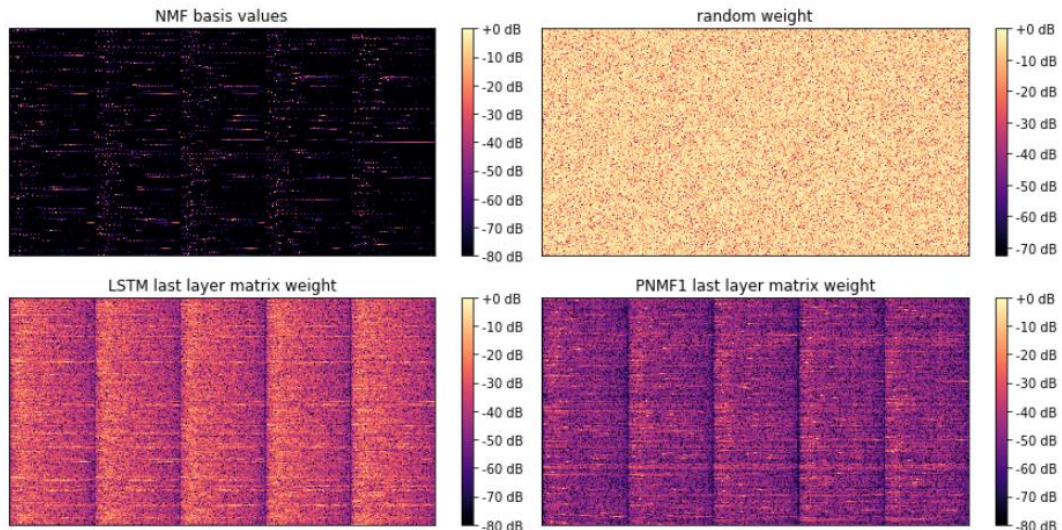 NMF basis values
+0 dB
-10 dB
-20 dB
-30 dB
-40 dB
-50 dB
-60 dB
-70 dB
-80 dB
random weight
+0 dB
-10 dB
-20 dB
-30 dB
-40 dB
-50 dB
-60 dB
-70 dB
LSTM last layer matrix weight
+0 dB
-10 dB
-20 dB
-30 dB
-40 dB
-50 dB
-60 dB
-70 dB
-80 dB
PNMF1 last layer matrix weight
+0 dB
-10 dB
-20 dB
-30 dB
-40 dB
-50 dB
-60 dB
-70 dB
-80 dB